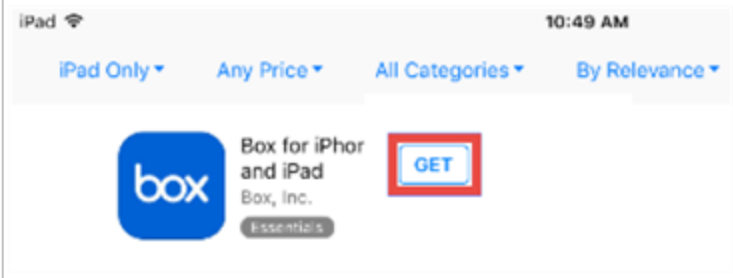 iPad 10:49 AM
iPad Only Any Price All Categories By Relevance
box
Box for iPhor
and iPad
GET
Box, Inc.
Essentials